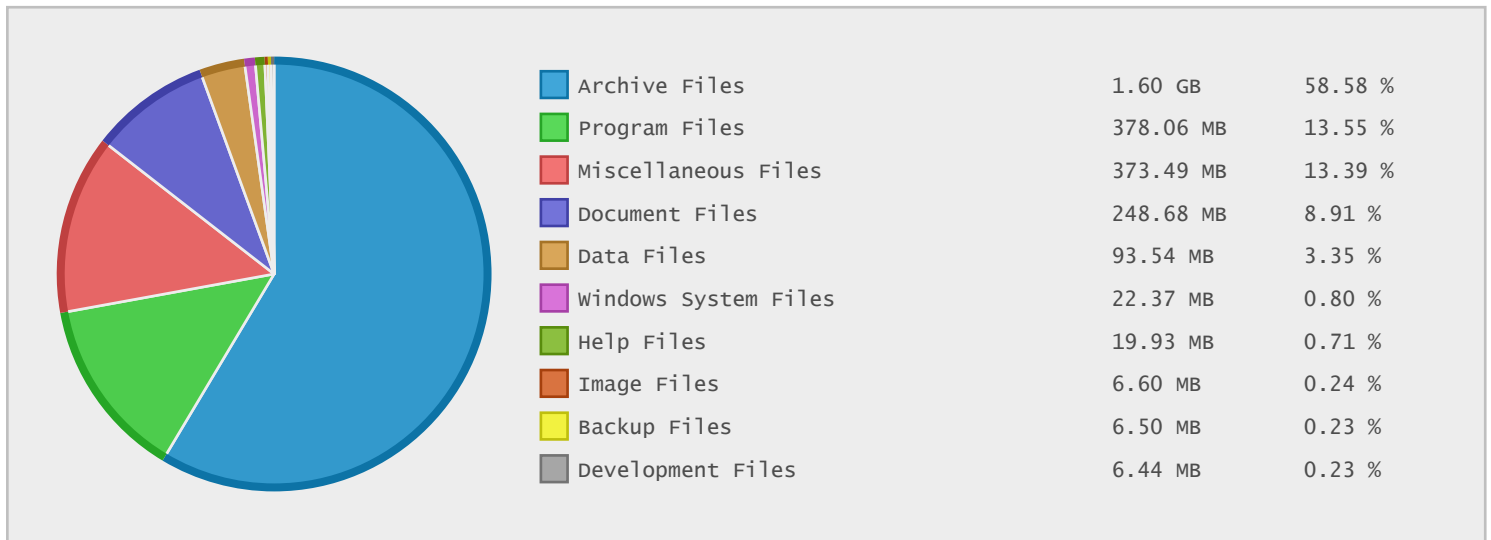 Archive Files 1.60 GB 58.58 %
Program Files 378.06 MB 13.55 %
Miscellaneous Files 373.49 MB 13.39 %
Document Files 248.68 MB 8.91 %
Data Files 93.54 MB 3.35 %
Windows System Files 22.37 MB 0.80 %
Help Files 19.93 MB 0.71 %
Image Files 6.60 MB 0.24 %
Backup Files 6.50 MB 0.23 %
Development Files 6.44 MB 0.23 %